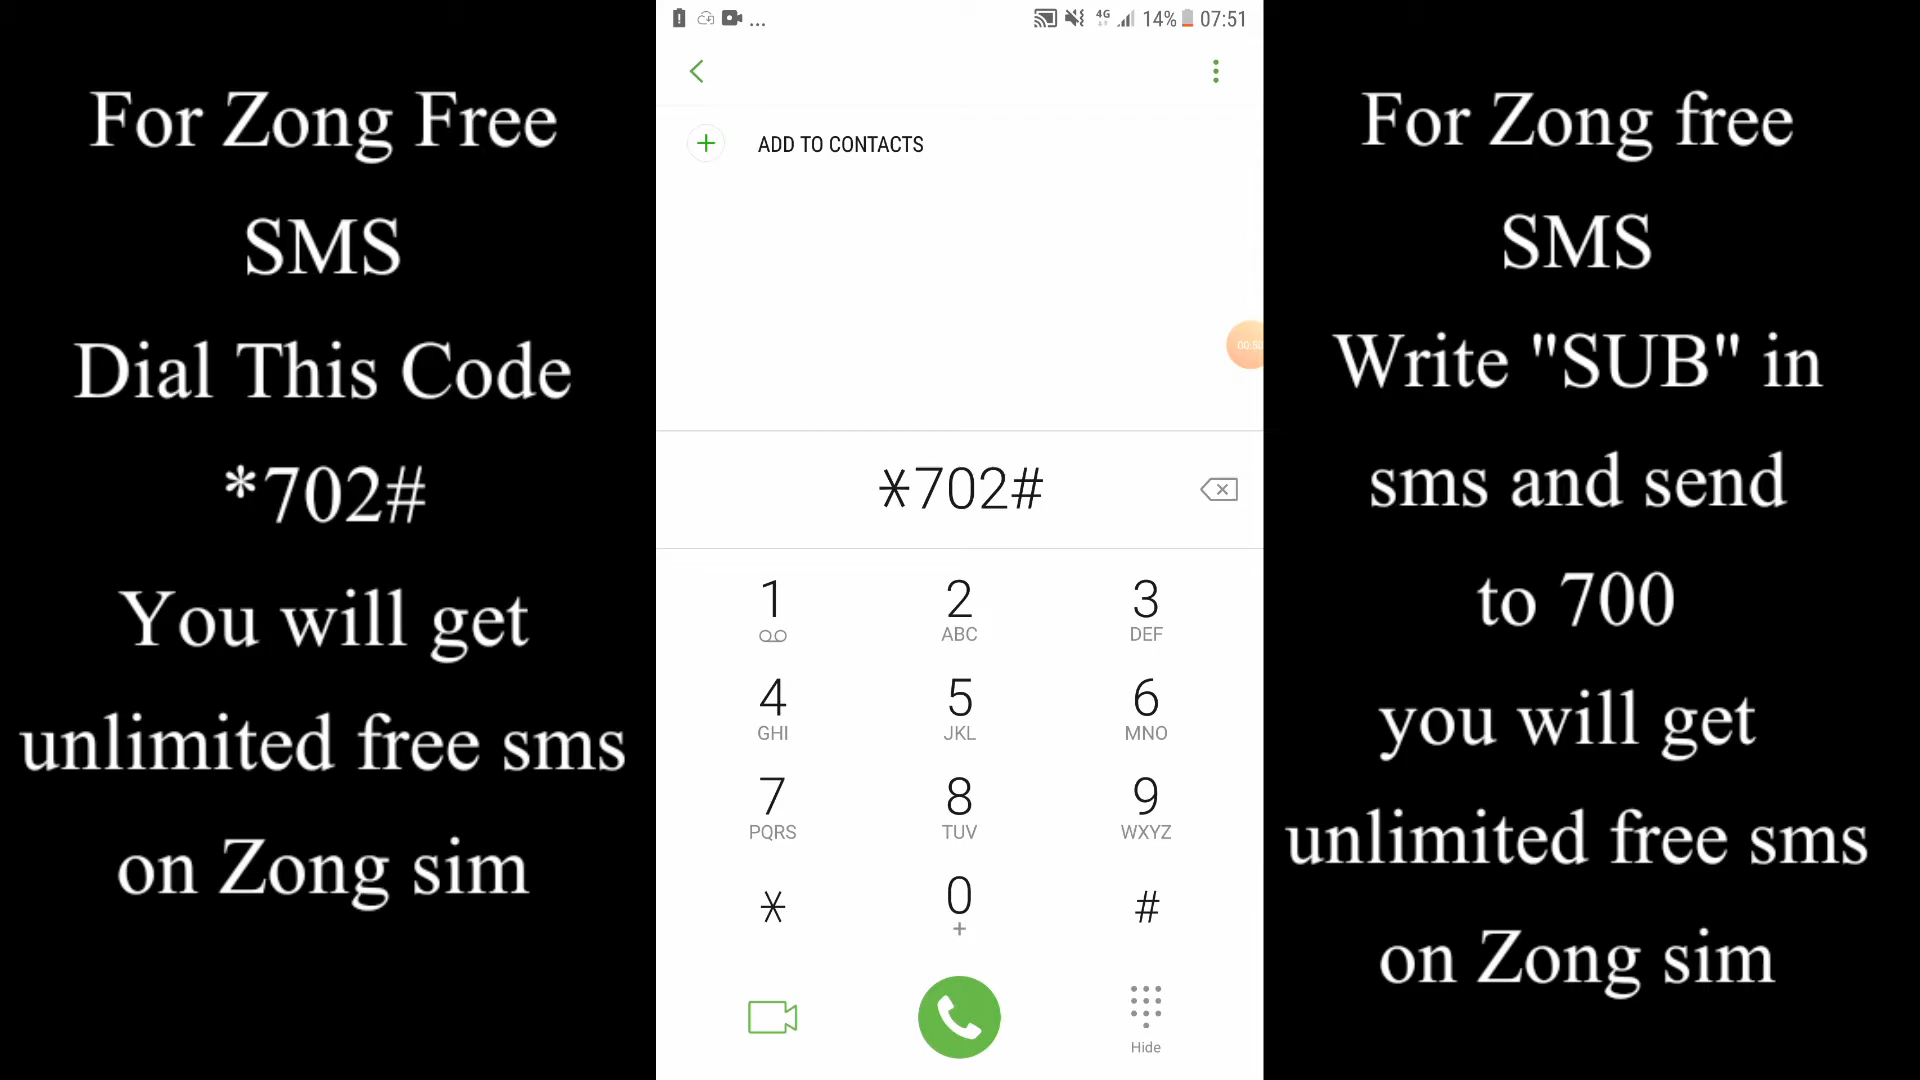 For Zong Free
SMS
Dial This Code
*702#
You will get
unlimited free sms
on Zong sim
... 4G 14% 07:51
ADD TO CONTACTS
*702#
1 2 3
ABC DEF
4 5 6
GHI JKL MNO
7 8 9
PQRS TUV WXYZ
* 0 #
+
Hide
For Zong free
SMS
Write "SUB" in
sms and send
to 700
you will get
unlimited free sms
on Zong sim